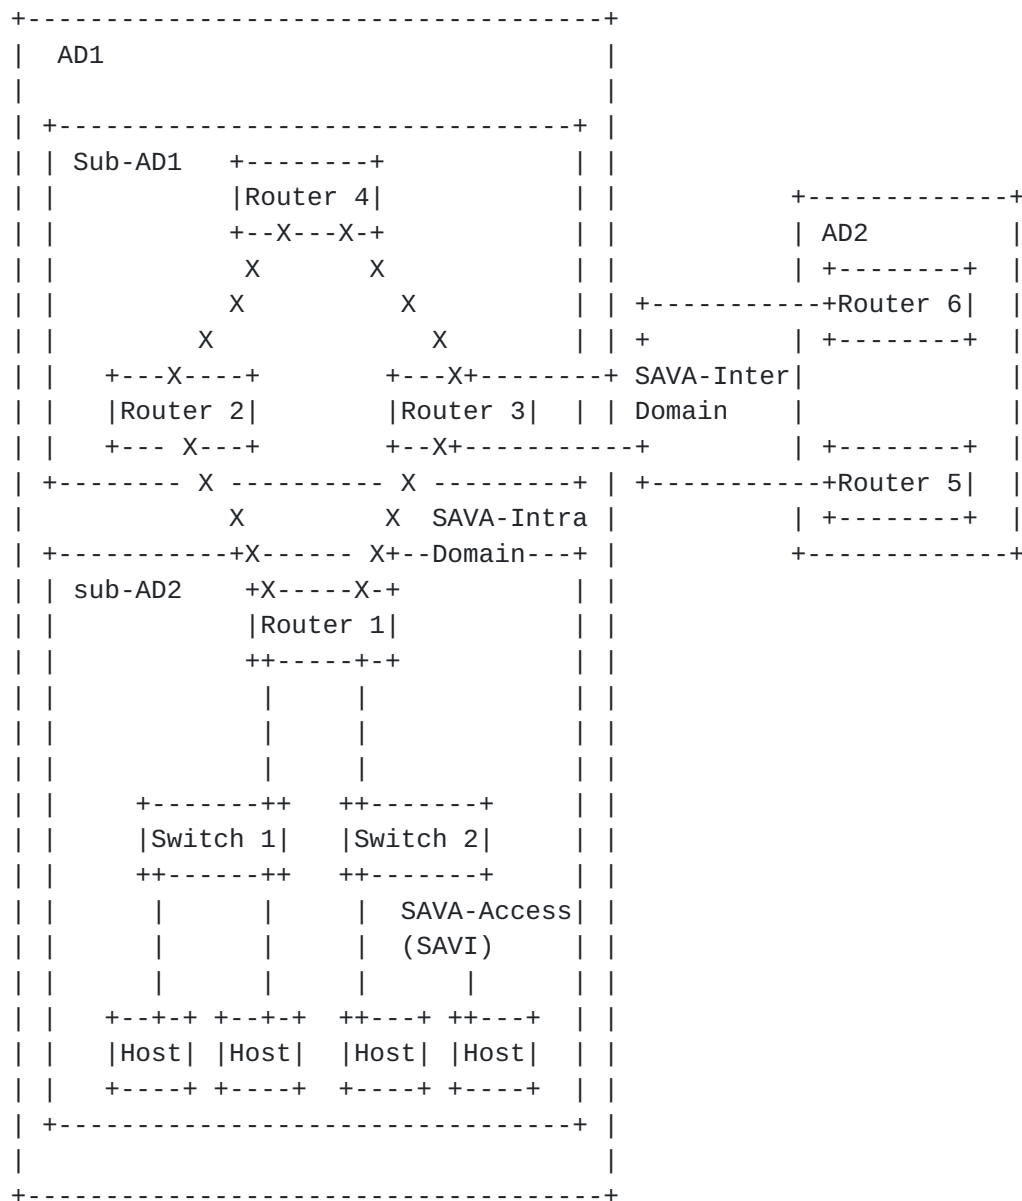 AD1
Sub-AD1
Router 4
AD2
Router 6
SAVA-Inter
Router 2 Router 3 Domain
Router 5
SAVA-Intra
Domain
sub-AD2
Router 1
Switch 1 Switch 2
SAVA-Access
(SAVI)
Host Host Host Host